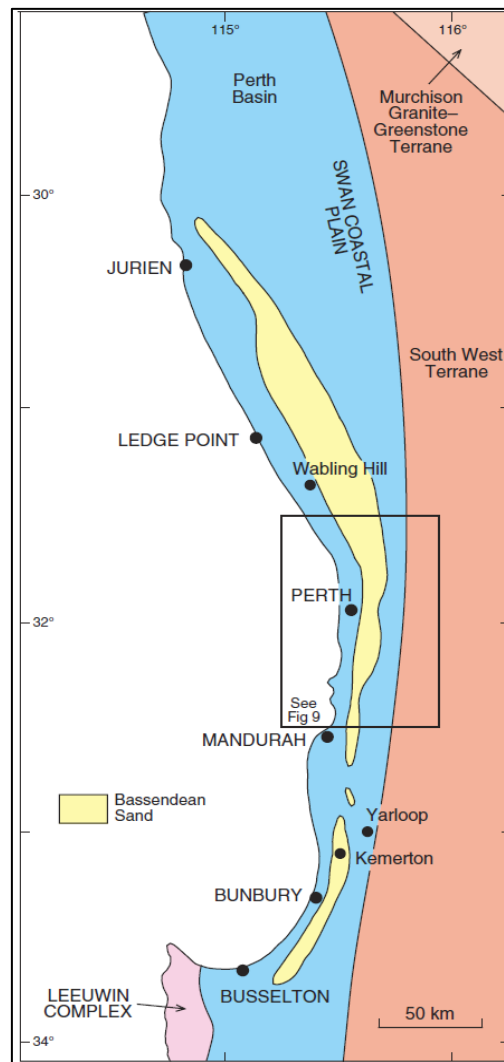 115°
116°
Perth
Basin
Murchison
Granite–
Greenstone
Terrane
SWAN COASTAL
PLAIN
30°
JURIEN
South West
Terrane
LEDGE POINT
Wabling Hill
PERTH
32°
See
Fig 9
MANDURAH
Bassendean
Sand
Yarloop
Kemerton
BUNBURY
LEEUWIN
COMPLEX
BUSSELTON
50 km
34°